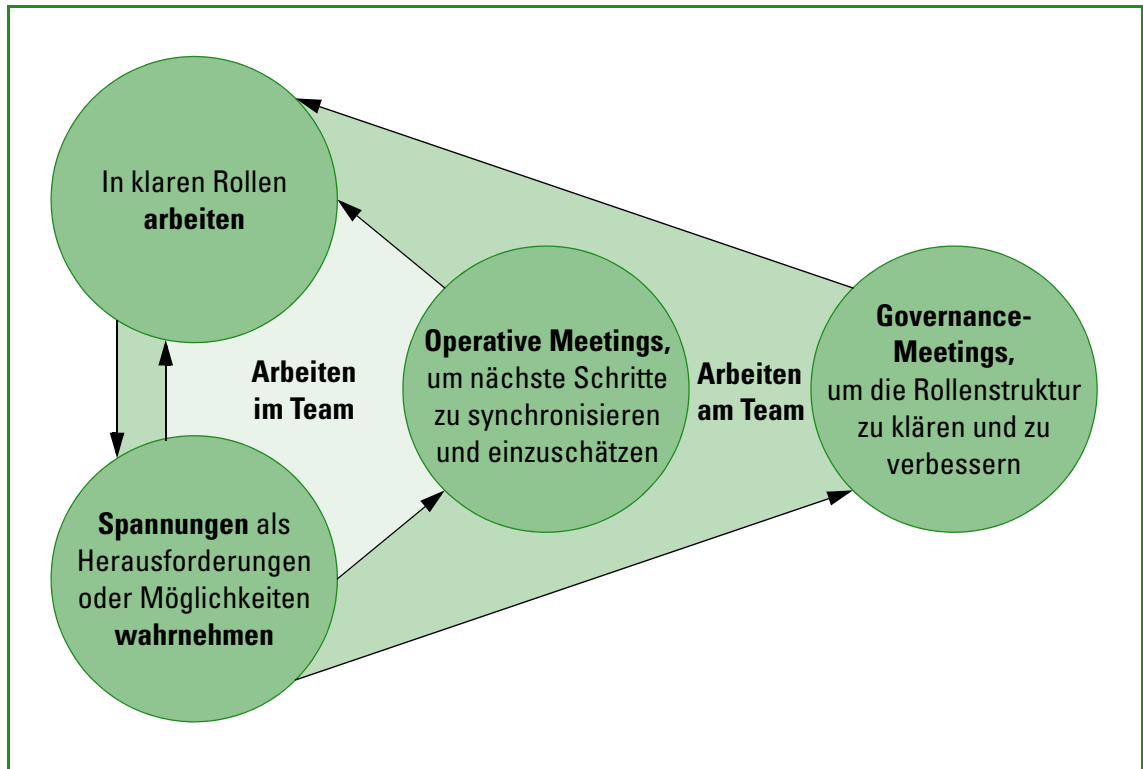 In klaren Rollen
arbeiten
Arbeiten
im Team
Operative Meetings,
um nächste Schritte
zu synchronisieren
und einzuschätzen
Arbeiten
am Team
Governance-
Meetings,
um die Rollenstruktur
zu klären und zu
verbessern
Spannungen als
Herausforderungen
oder Möglichkeiten
wahrnehmen